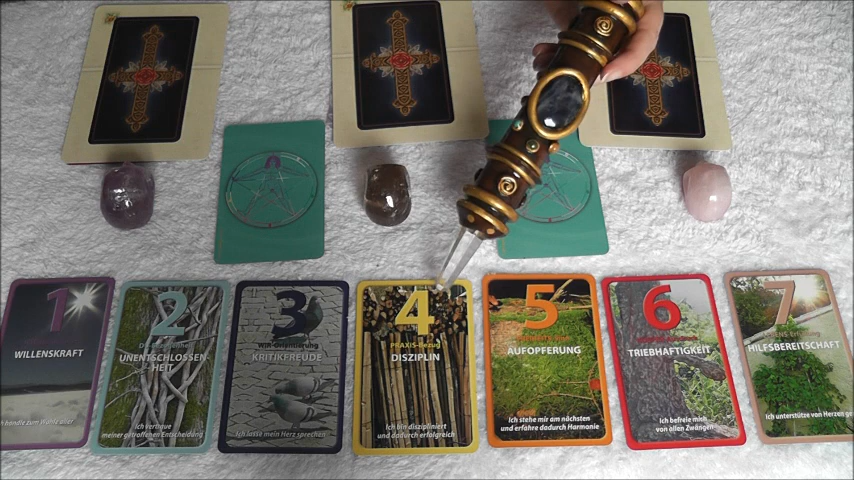 1
WILLENSKRAFT
Ich handle zum Wohle aller
2
UNENTSCHLOSSEN-
HEIT
Ich vertraue
meiner getroffenen Entscheidung
3
WIR-Orientierung
KRITIKFREUDE
Ich lasse mein Herz sprechen
4
PRAXIS-Bezug
DISZIPLIN
Ich bin diszipliniert
und dadurch erfolgreich
5
AUFOPFERUNG
Ich stehe mir am nächsten
und erfahre dadurch Harmonie
6
TRIEBHAFTIGKEIT
Ich befreie mich
von allen Zwängen
7
HILFSBEREITSCHAFT
Ich unterstütze von Herzen